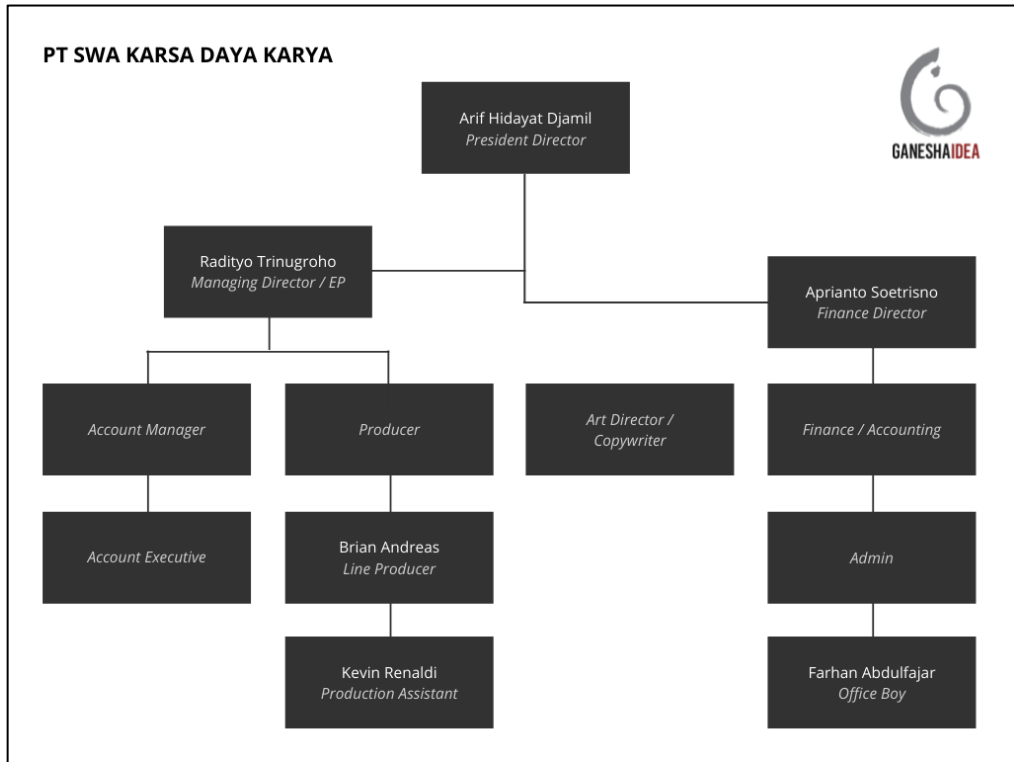 PT SWA KARSA DAYA KARYA
GANESHAIDEA
Arif Hidayat Djamil
President Director
Radityo Trinugroho
Managing Director / EP
Aprianto Soetrisno
Finance Director
Account Manager
Producer
Art Director /
Copywriter
Finance / Accounting
Account Executive
Brian Andreas
Line Producer
Admin
Kevin Renaldi
Production Assistant
Farhan Abdulfajar
Office Boy